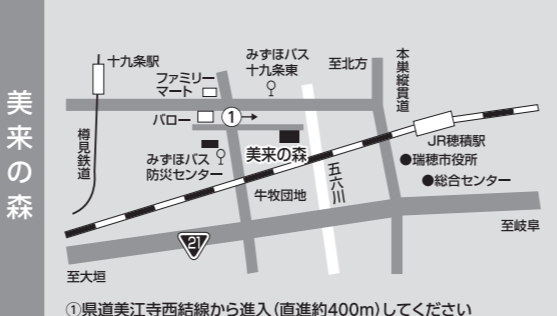 美来の森
十九条駅
ファミリー
マート
みずほバス
十九条東
至北方
本巣縦貫道
バロー
①→
樽見鉄道
みずほバス
防災センター
美来の森
JR穂積駅
●瑞穂市役所
●総合センター
牛牧団地
五六川
21
至岐阜
至大垣
①県道美江寺西結線から進入(直進約400m)してください